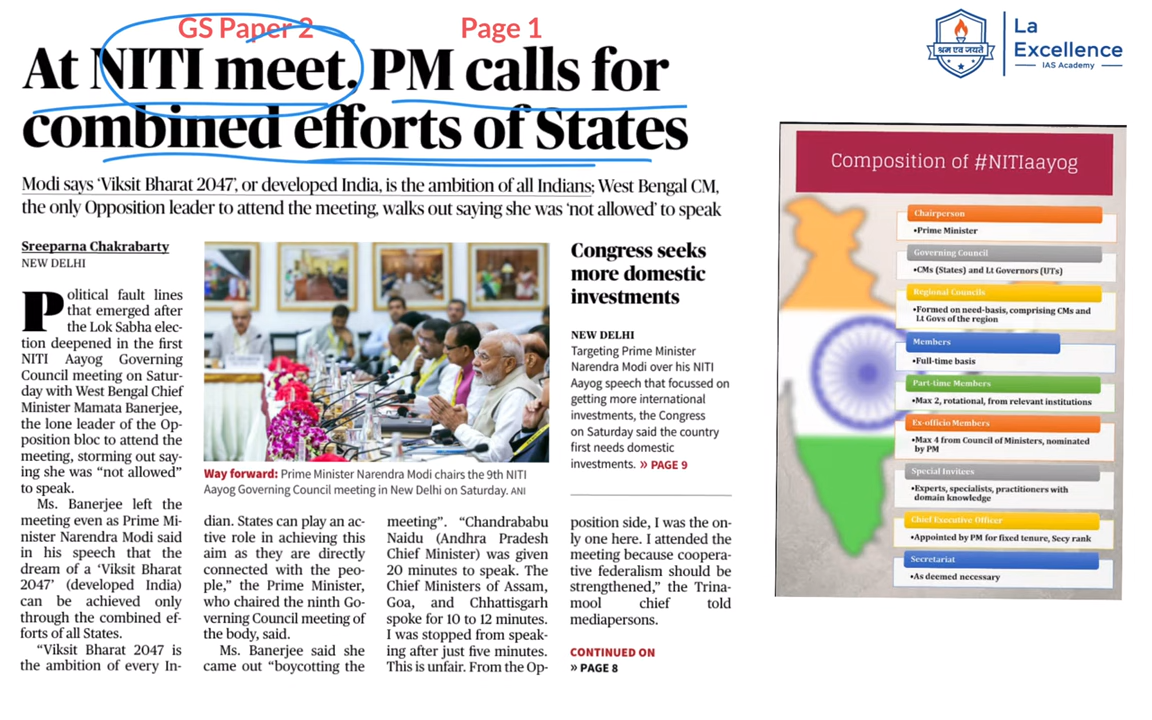 GS Paper 2
Page 1
At NITI meet, PM calls for
combined efforts of States
Modi says ‘Viksit Bharat 2047’, or developed India, is the ambition of all Indians; West Bengal CM,
the only Opposition leader to attend the meeting, walks out saying she was ‘not allowed’ to speak
Sreeparna Chakrabarty
NEW DELHI
Political fault lines
that emerged after
the Lok Sabha elec-
tion deepened in the first
NITI Aayog Governing
Council meeting on Satur-
day with West Bengal Chief
Minister Mamata Banerjee,
the lone leader of the Op-
position bloc to attend the
meeting, storming out say-
ing she was “not allowed”
to speak.
Ms. Banerjee left the
meeting even as Prime Mi-
nister Narendra Modi said
in his speech that the
dream of a ‘Viksit Bharat
2047’ (developed India)
can be achieved only
through the combined ef-
forts of all States.
“Viksit Bharat 2047 is
the ambition of every In-
Way forward: Prime Minister Narendra Modi chairs the 9th NITI
Aayog Governing Council meeting in New Delhi on Saturday. ANI
dian. States can play an ac-
tive role in achieving this
aim as they are directly
connected with the peo-
ple,” the Prime Minister,
who chaired the ninth Go-
verning Council meeting of
the body, said.
Ms. Banerjee said she
came out “boycotting the
meeting”. “Chandrababu
Naidu (Andhra Pradesh
Chief Minister) was given
20 minutes to speak. The
Chief Ministers of Assam,
Goa, and Chhattisgarh
spoke for 10 to 12 minutes.
I was stopped from speak-
ing after just five minutes.
This is unfair. From the Op-
position side, I was the on-
ly one here. I attended the
meeting because coopera-
tive federalism should be
strengthened,” the Trina-
mool chief told
mediapersons.
CONTINUED ON
» PAGE 8
Congress seeks
more domestic
investments
NEW DELHI
Targeting Prime Minister
Narendra Modi over his NITI
Aayog speech that focussed on
getting more international
investments, the Congress
on Saturday said the country
first needs domestic
investments. » PAGE 9
श्रम एव जयते
La
Excellence
IAS Academy
Composition of #NITIaayog
Chairperson
•Prime Minister
Governing Council
•CMs (States) and Lt Governors (UTs)
Regional Councils
•Formed on need-basis, comprising CMs and
Lt Govs of the region
Members
•Full-time basis
Part-time Members
•Max 2, rotational, from relevant institutions
Ex-officio Members
•Max 4 from Council of Ministers, nominated
by PM
Special Invitees
•Experts, specialists, practitioners with
domain knowledge
Chief Executive Officer
•Appointed by PM for fixed tenure, Secy rank
Secretariat
•As deemed necessary